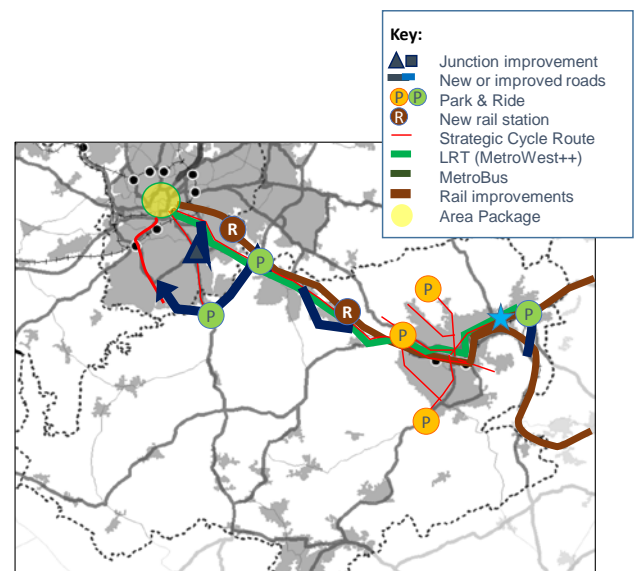 Key:
Junction improvement
New or improved roads
P P Park & Ride
R New rail station
Strategic Cycle Route
LRT (MetroWest++)
MetroBus
Rail improvements
Area Package
R
P
P
R
P
P
P
P